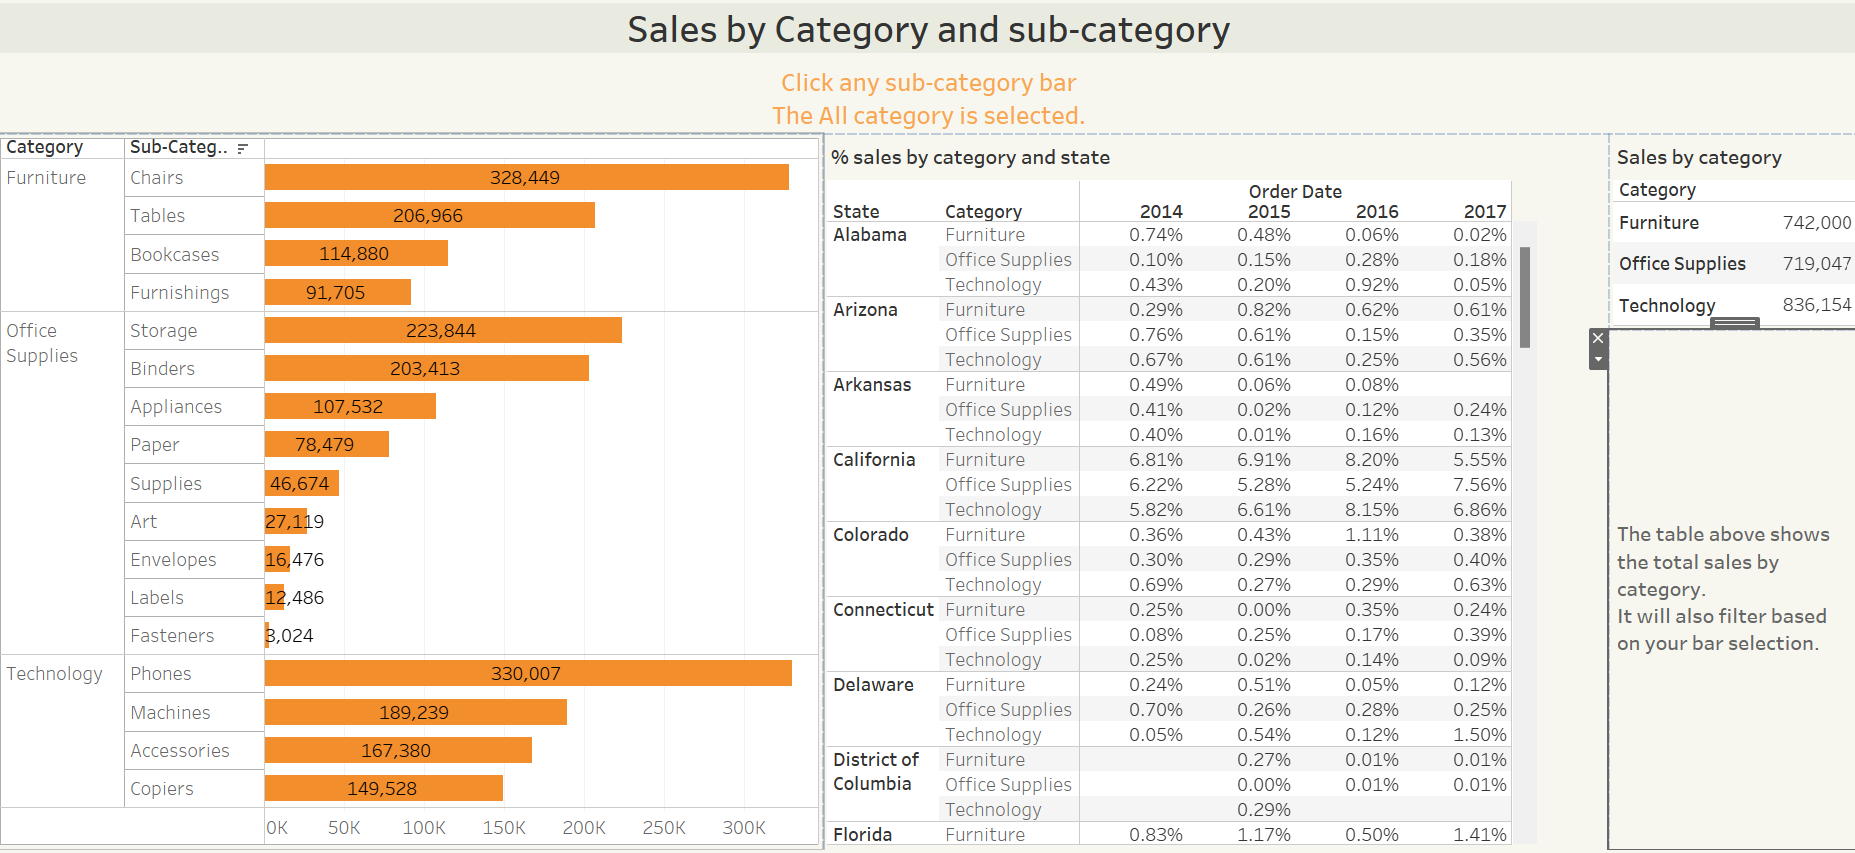 Sales by Category and sub-category
Click any sub-category bar
The All category is selected.
Category Sub-Categ..
Furniture Chairs 328,449
Tables 206,966
Bookcases 114,880
Furnishings 91,705
Office Supplies Storage 223,844
Binders 203,413
Appliances 107,532
Paper 78,479
Supplies 46,674
Art 27,119
Envelopes 16,476
Labels 12,486
Fasteners 3,024
Technology Phones 330,007
Machines 189,239
Accessories 167,380
Copiers 149,528
0K 50K 100K 150K 200K 250K 300K
% sales by category and state
Order Date
State Category 2014 2015 2016 2017
Alabama Furniture 0.74% 0.48% 0.06% 0.02%
Office Supplies 0.10% 0.15% 0.28% 0.18%
Technology 0.43% 0.20% 0.92% 0.05%
Arizona Furniture 0.29% 0.82% 0.62% 0.61%
Office Supplies 0.76% 0.61% 0.15% 0.35%
Technology 0.67% 0.61% 0.25% 0.56%
Arkansas Furniture 0.49% 0.06% 0.08%
Office Supplies 0.41% 0.02% 0.12% 0.24%
Technology 0.40% 0.01% 0.16% 0.13%
California Furniture 6.81% 6.91% 8.20% 5.55%
Office Supplies 6.22% 5.28% 5.24% 7.56%
Technology 5.82% 6.61% 8.15% 6.86%
Colorado Furniture 0.36% 0.43% 1.11% 0.38%
Office Supplies 0.30% 0.29% 0.35% 0.40%
Technology 0.69% 0.27% 0.29% 0.63%
Connecticut Furniture 0.25% 0.00% 0.35% 0.24%
Office Supplies 0.08% 0.25% 0.17% 0.39%
Technology 0.25% 0.02% 0.14% 0.09%
Delaware Furniture 0.24% 0.51% 0.05% 0.12%
Office Supplies 0.70% 0.26% 0.28% 0.25%
Technology 0.05% 0.54% 0.12% 1.50%
District of Furniture 0.27% 0.01% 0.01%
Columbia Office Supplies 0.00% 0.01% 0.01%
Technology 0.29%
Florida Furniture 0.83% 1.17% 0.50% 1.41%
Sales by category
Category
Furniture 742,000
Office Supplies 719,047
Technology 836,154
The table above shows
the total sales by
category.
It will also filter based
on your bar selection.